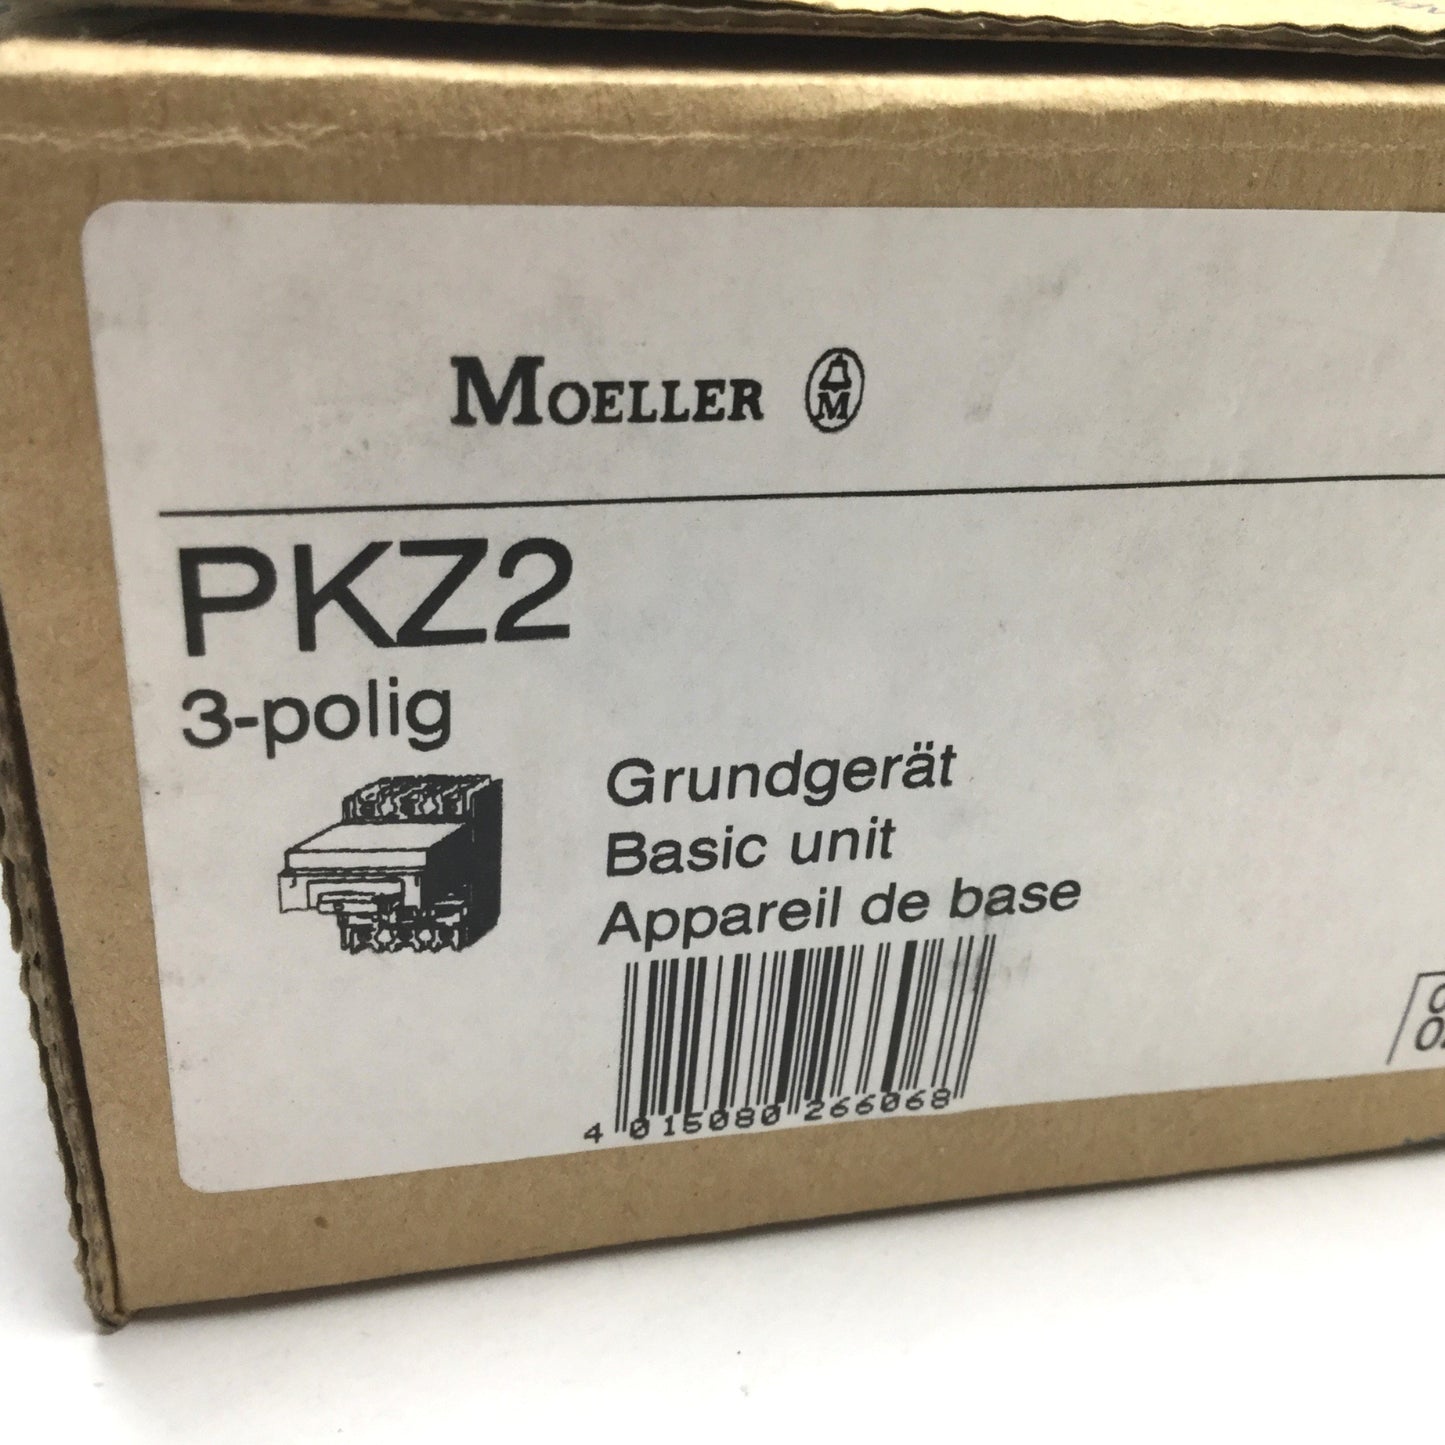 MOELLER M
PKZ2
3-polig
Grundgerät
Basic unit
Appareil de base
4 015080 266068